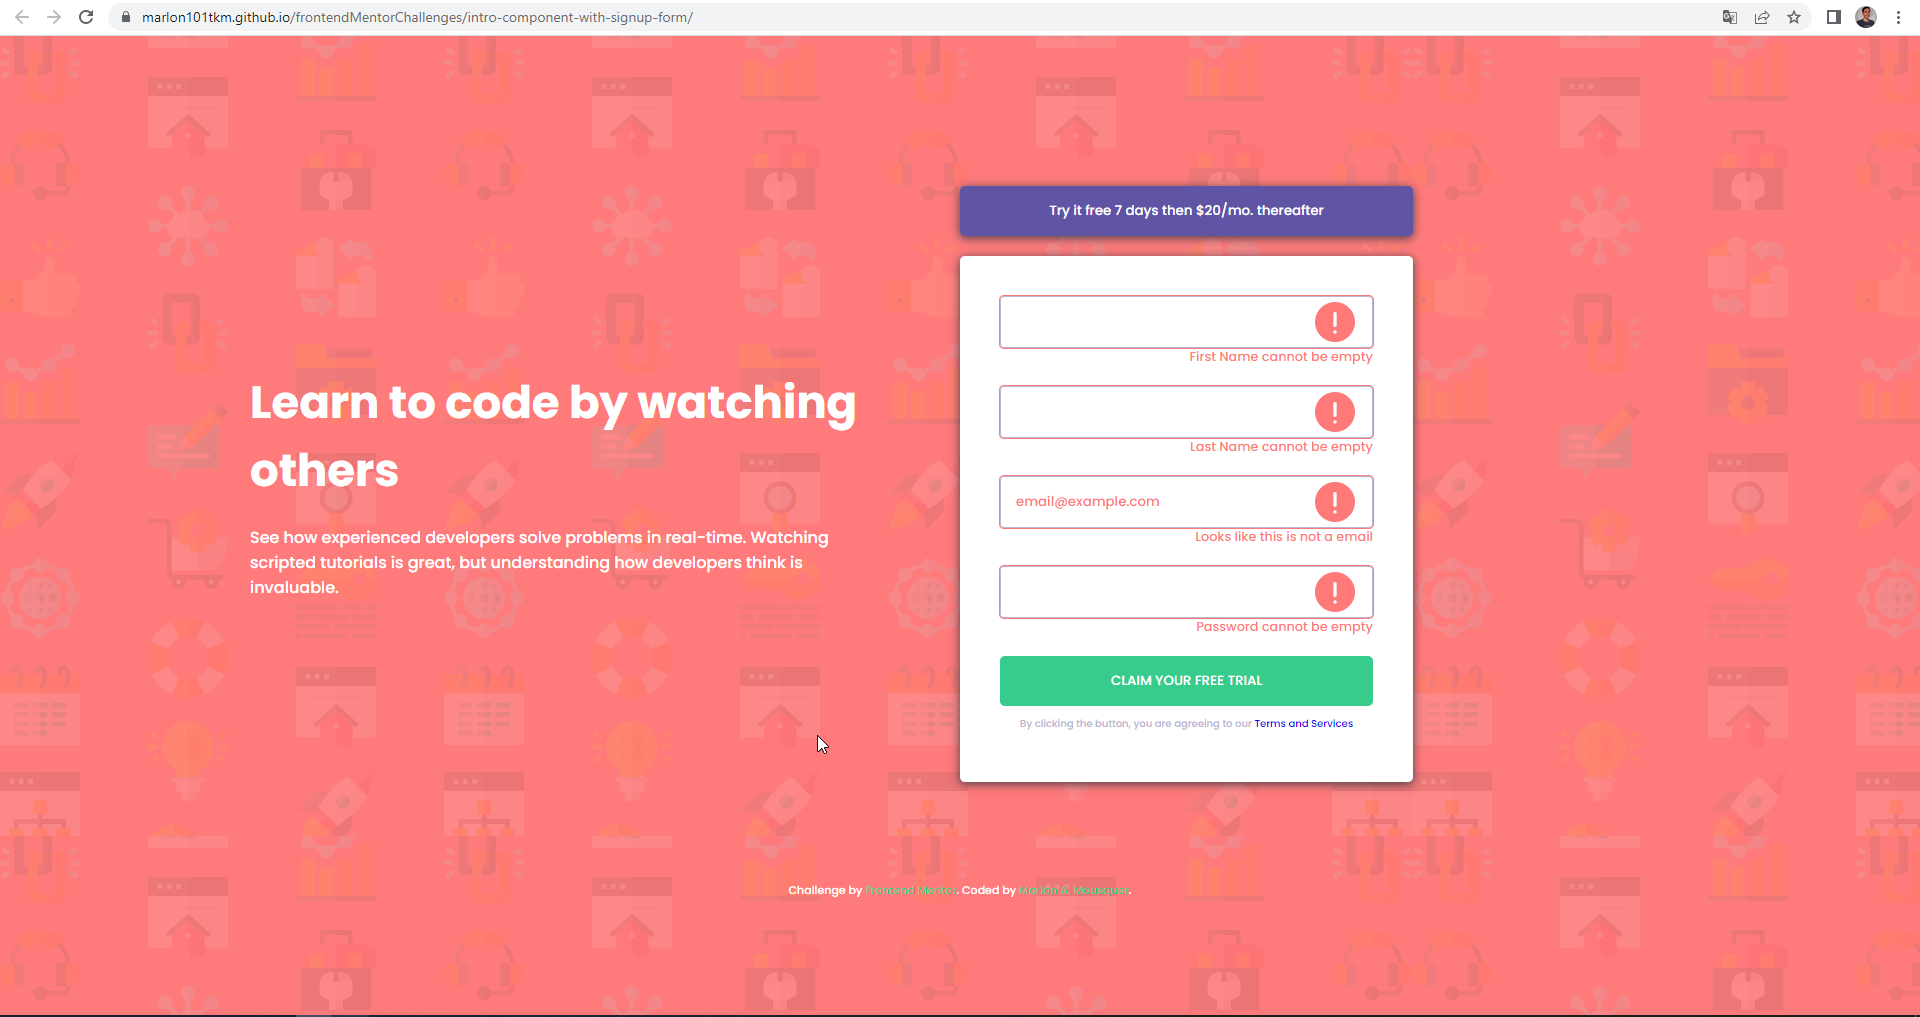 marlon101tkm.github.io/frontendMentorChallenges/intro-component-with-signup-form/
Try it free 7 days then $20/mo. thereafter
First Name cannot be empty
Last Name cannot be empty
Learn to code by watching
others
email@example.com
Looks like this is not a email
See how experienced developers solve problems in real-time. Watching
scripted tutorials is great, but understanding how developers think is
invaluable.
Password cannot be empty
CLAIM YOUR FREE TRIAL
By clicking the button, you are agreeing to our Terms and Services
Challenge by Frontend Mentor. Coded by Marlon